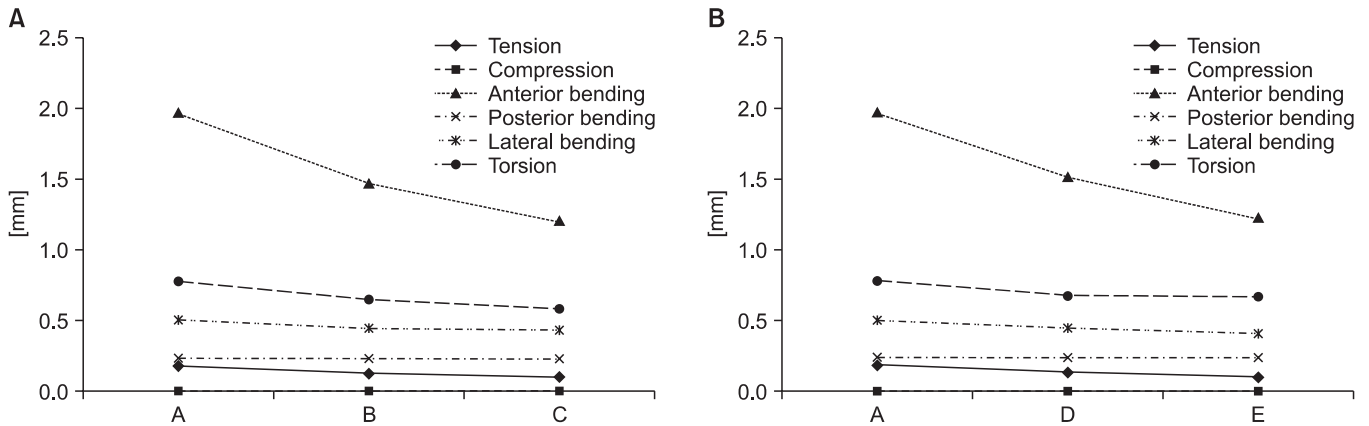 A
2.5
2.0
1.5
1.0
0.5
0.0
[mm]
Tension
Compression
Anterior bending
Posterior bending
Lateral bending
Torsion
A B C
B
2.5
2.0
1.5
1.0
0.5
0.0
[mm]
Tension
Compression
Anterior bending
Posterior bending
Lateral bending
Torsion
A D E